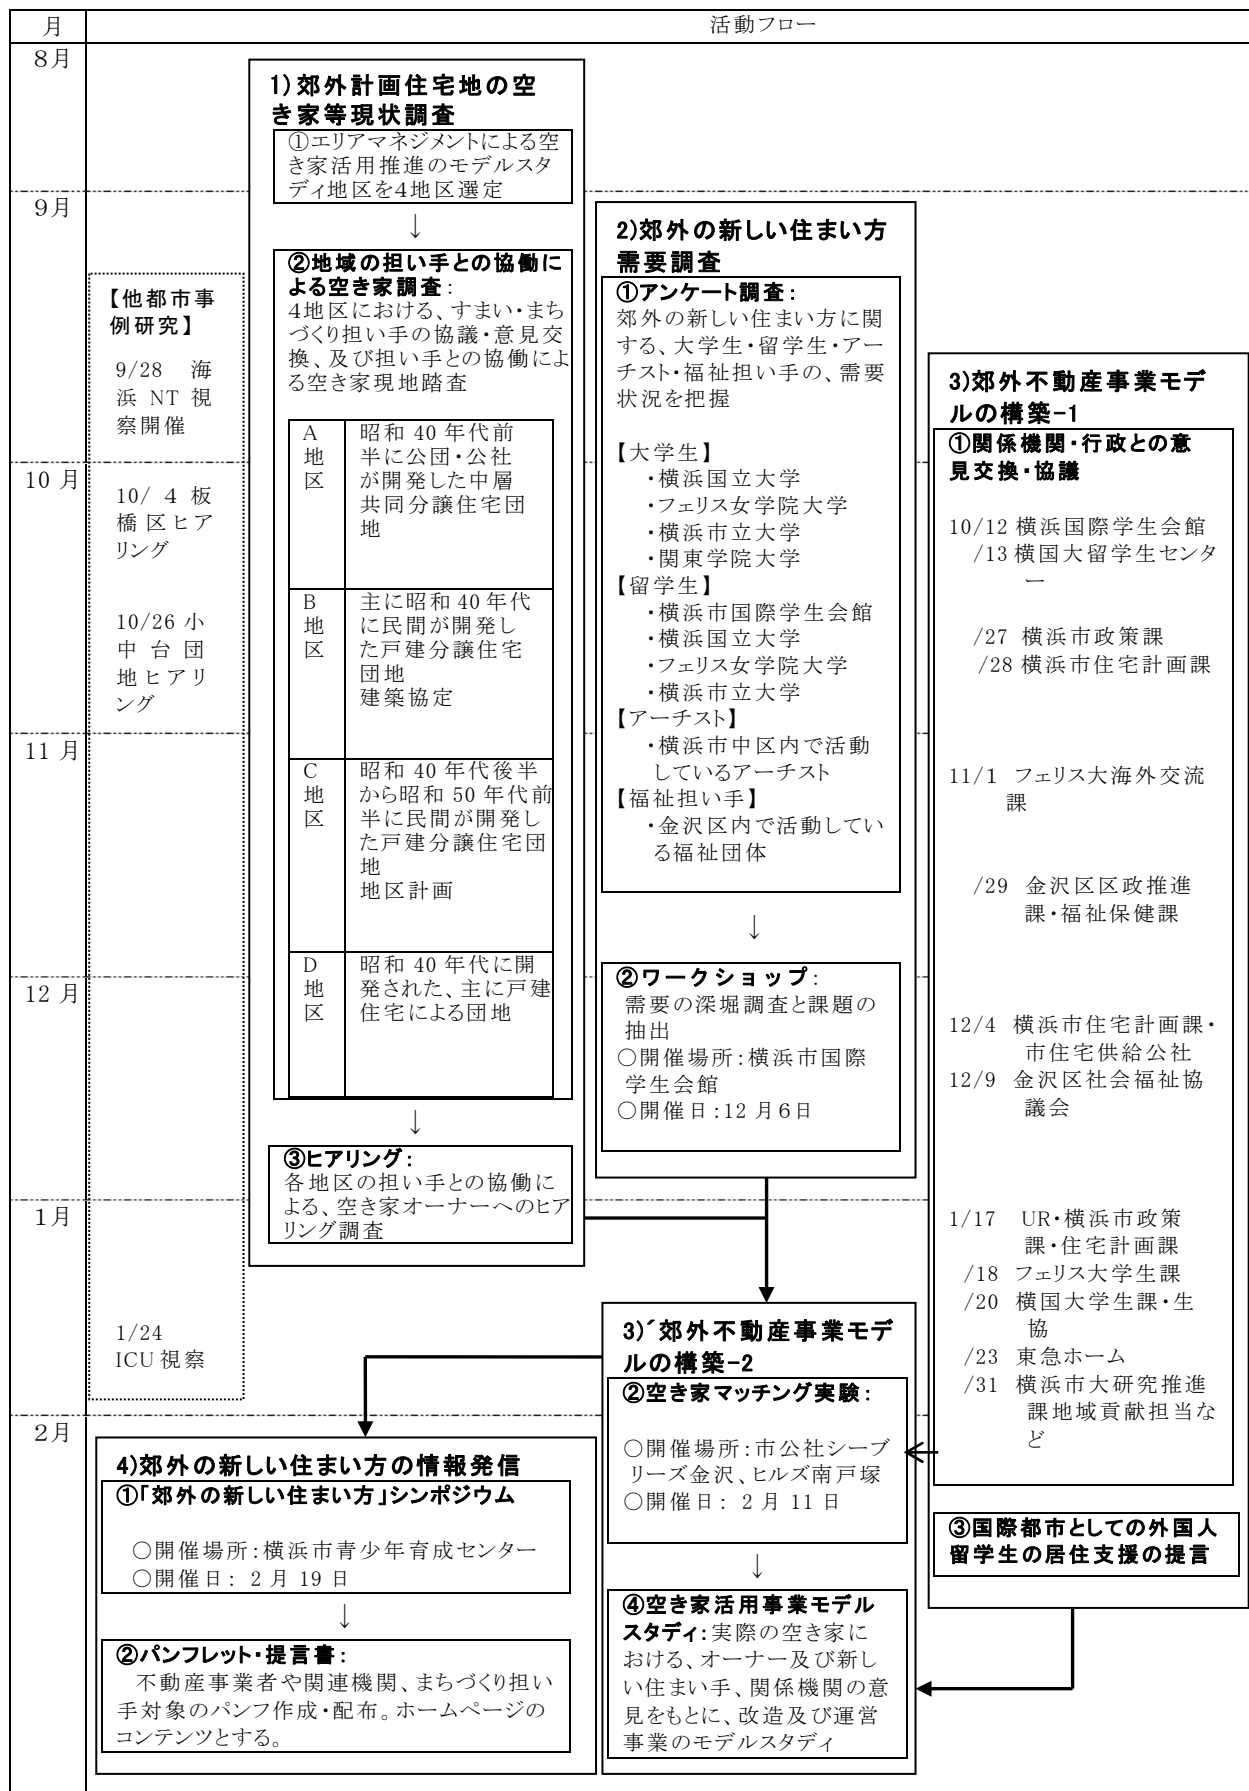 月
活動フロー
8月
9月
10 月
11 月
12 月
1月
2月
【他都市事
例研究】
9/28 海
浜 NT 視
察開催
10/ 4 板
橋区ヒア
リング
10/26 小
中台団
地ヒアリ
ング
1/24
ICU 視察
1)郊外計画住宅地の空
き家等現状調査
①エリアマネジメントによる空
き家活用推進のモデルスタ
ディ地区を4地区選定
↓
②地域の担い手との協働に
よる空き家調査:
4地区における、すまい・まち
づくり担い手の協議・意見交
換、及び担い手との協働によ
る空き家現地踏査
A
地
区
昭和 40 年代前
半に公団・公社
が開発した中層
共同分譲住宅団
地
B
地
区
主に昭和 40 年代
に民間が開発し
た戸建分譲住宅
団地
建築協定
C
地
区
昭和 40 年代後半
から昭和 50 年代前
半に民間が開発し
た戸建分譲住宅団
地
地区計画
D
地
区
昭和 40 年代に開
発された、主に戸建
住宅による団地
↓
③ヒアリング:
各地区の担い手との協働に
よる、空き家オーナーへのヒア
リング調査
2)郊外の新しい住まい方
需要調査
①アンケート調査:
郊外の新しい住まい方に関
する、大学生・留学生・アー
チスト・福祉担い手の、需要
状況を把握
【大学生】
・横浜国立大学
・フェリス女学院大学
・横浜市立大学
・関東学院大学
【留学生】
・横浜市国際学生会館
・横浜国立大学
・フェリス女学院大学
・横浜市立大学
【アーチスト】
・横浜市中区内で活動
しているアーチスト
【福祉担い手】
・金沢区内で活動してい
る福祉団体
↓
②ワークショップ:
需要の深堀調査と課題の
抽出
○開催場所:横浜市国際
学生会館
○開催日:12 月6日
3)郊外不動産事業モデ
ルの構築-1
①関係機関・行政との意
見交換・協議
10/12 横浜国際学生会館
/13 横国大留学生センタ
ー
/27 横浜市政策課
/28 横浜市住宅計画課
11/1 フェリス大海外交流
課
/29 金沢区区政推進
課・福祉保健課
12/4 横浜市住宅計画課・
市住宅供給公社
12/9 金沢区社会福祉協
議会
1/17 UR・横浜市政策
課・住宅計画課
/18 フェリス大学生課
/20 横国大学生課・生
協
/23 東急ホーム
/31 横浜市大研究推進
課地域貢献担当な
ど
③国際都市としての外国人
留学生の居住支援の提言
3)´郊外不動産事業モデ
ルの構築-2
②空き家マッチング実験:
○開催場所:市公社シーブ
リーズ金沢、ヒルズ南戸塚
○開催日: 2 月 11 日
↓
④空き家活用事業モデル
スタディ:実際の空き家に
おける、オーナー及び新し
い住まい手、関係機関の意
見をもとに、改造及び運営
事業のモデルスタディ
4)郊外の新しい住まい方の情報発信
①「郊外の新しい住まい方」シンポジウム
○開催場所:横浜市青少年育成センター
○開催日: 2 月 19 日
↓
②パンフレット・提言書:
不動産事業者や関連機関、まちづくり担い
手対象のパンフ作成・配布。ホームページの
コンテンツとする。